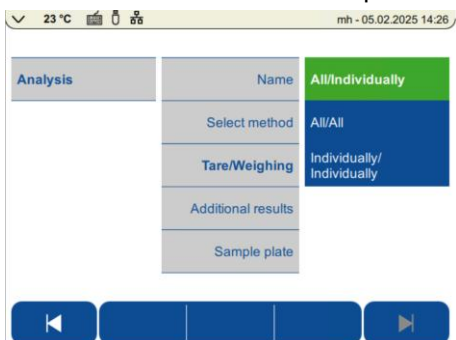 23 °C
mh - 05.02.2025 14:26
Analysis
Name
All/Individually
Select method
All/All
Tare/Weighing
Individually/
Individually
Additional results
Sample plate